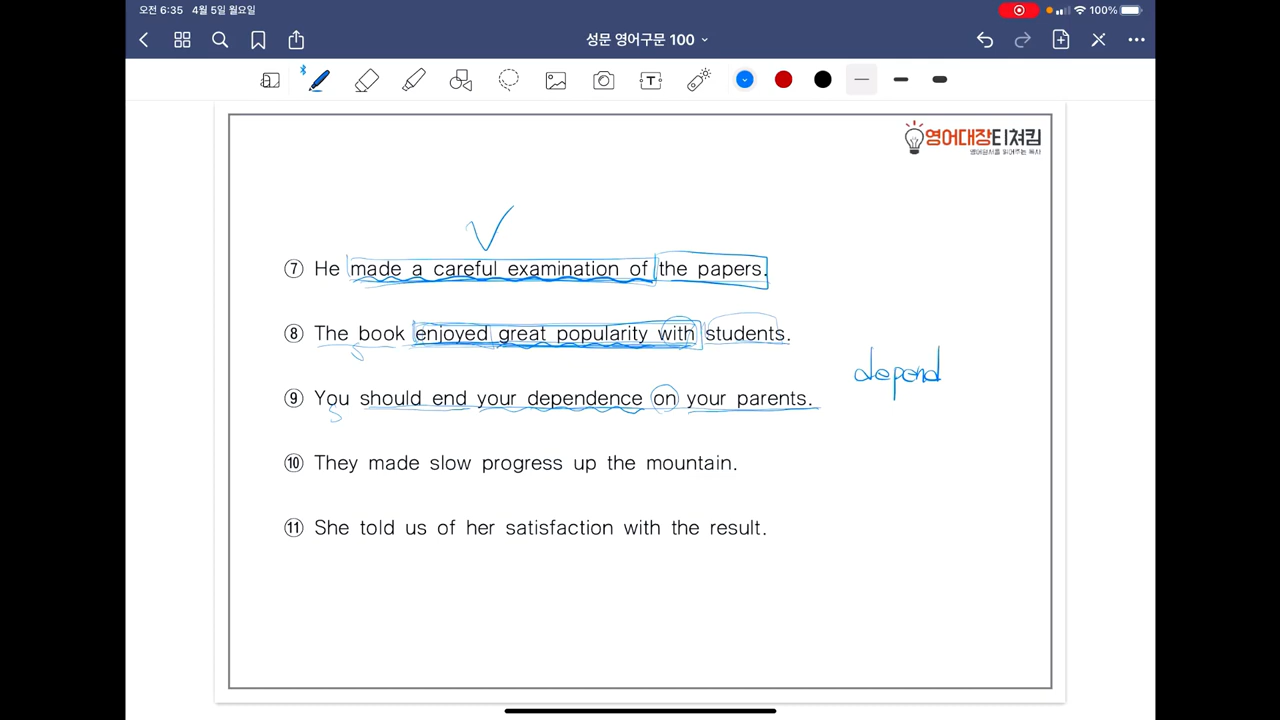 오전 6:35 4월 5일 월요일
100%
성문 영어구문 100
영어대장티쳐킴
⑦ He made a careful examination of the papers.
⑧ The book enjoyed great popularity with students.
S
depend
⑨ You should end your dependence on your parents.
S
⑩ They made slow progress up the mountain.
⑪ She told us of her satisfaction with the result.